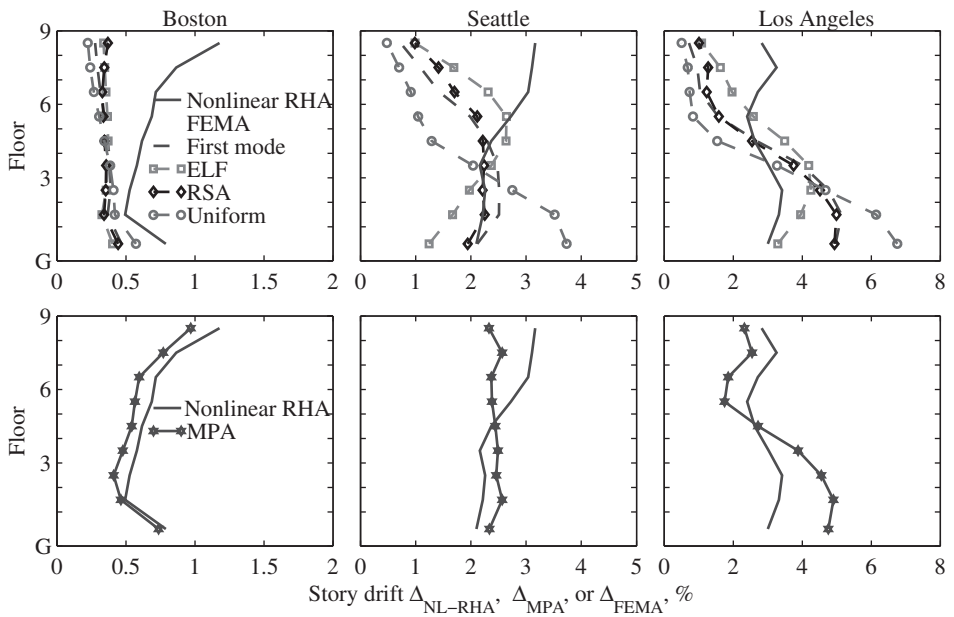 Boston
Seattle
Los Angeles
9
6
3
G
Floor
Nonlinear RHA
FEMA
First mode
ELF
RSA
Uniform
0 0.5 1 1.5 2
0 1 2 3 4 5
0 2 4 6 8
9
6
3
G
Floor
Nonlinear RHA
MPA
0 0.5 1 1.5 2
0 1 2 3 4 5
0 2 4 6 8
Story drift Δ_NL−RHA, Δ_MPA, or Δ_FEMA, %